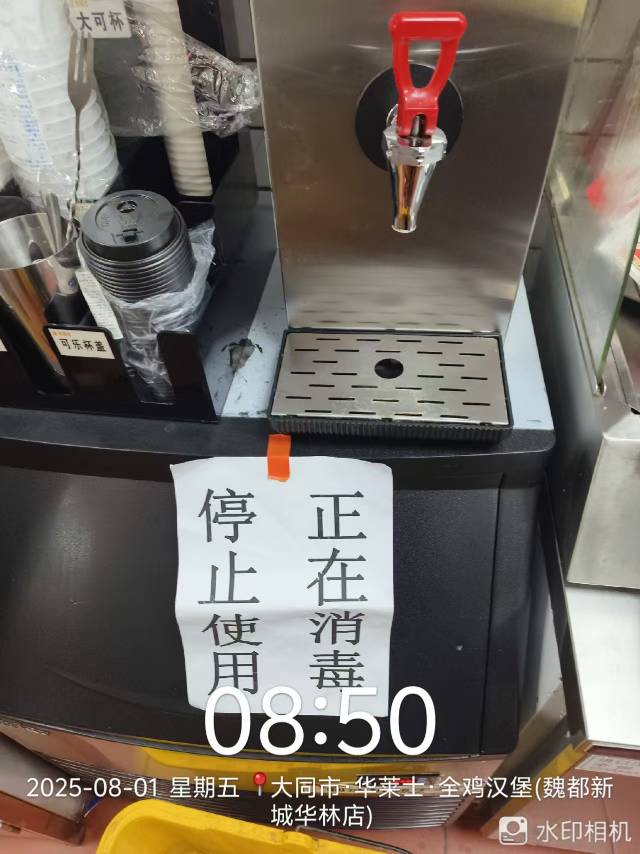 大可杯
可乐杯盖
正在消毒
停止使用
08:50
2025-08-01 星期五 大同市·华莱士·全鸡汉堡(魏都新
城华林店)
水印相机